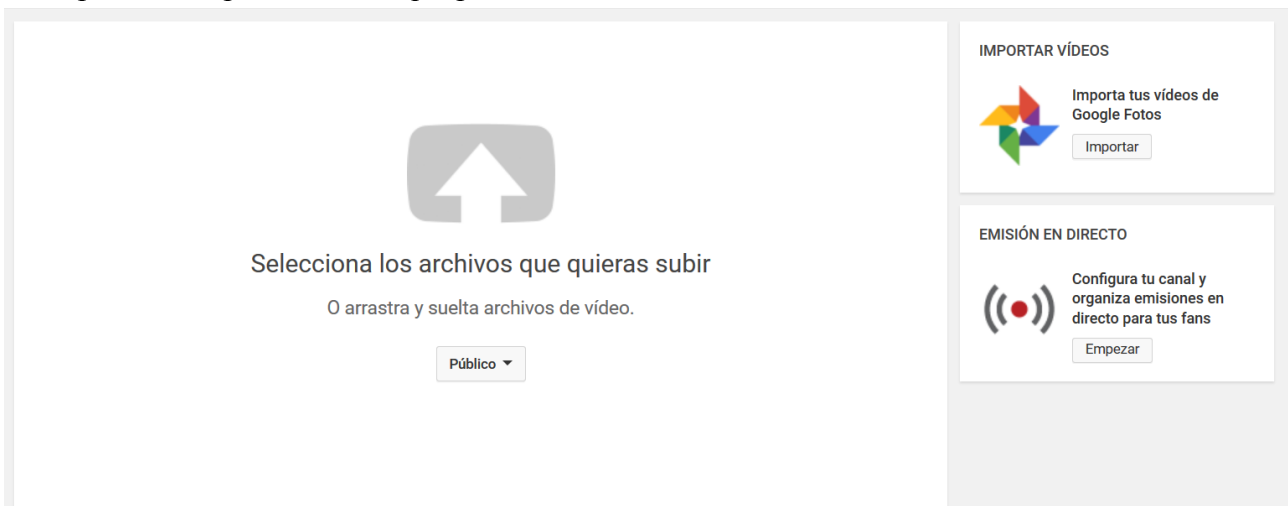 Selecciona los archivos que quieras subir
O arrastra y suelta archivos de vídeo.
Público
IMPORTAR VÍDEOS
Importa tus vídeos de
Google Fotos
Importar
EMISIÓN EN DIRECTO
Configura tu canal y
organiza emisiones en
directo para tus fans
Empezar